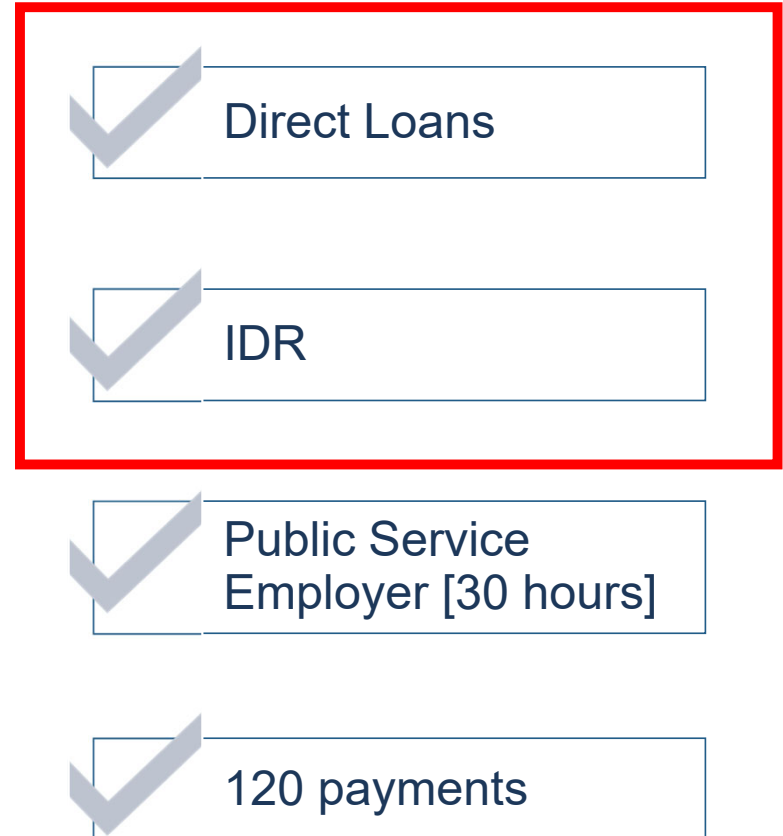 Direct Loans
IDR
Public Service
Employer [30 hours]
120 payments